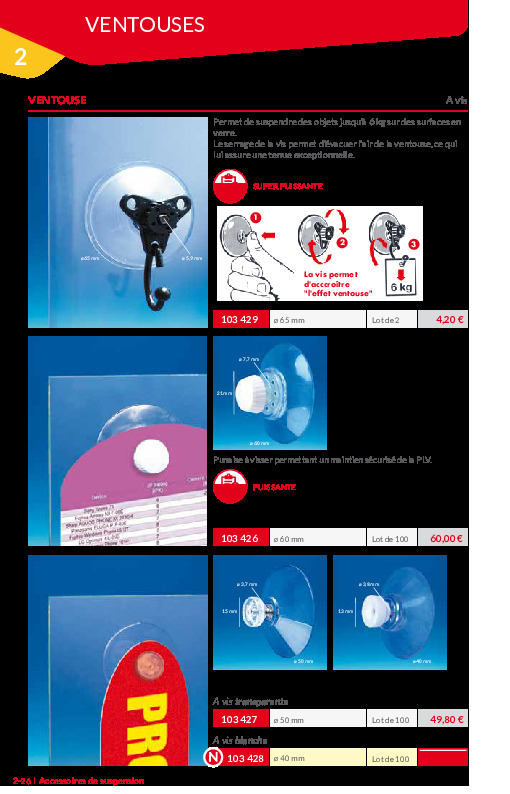 VENTOUSES
2
VENTOUSE
A vis
Permet de suspendre des objets jusqu'à 6 kg sur des surfaces en
verre.
Le serrage de la vis permet d'évacuer l'air de la ventouse, ce qui
lui assure une tenue exceptionnelle.
SUPER PUISSANTE
ø 65 mm
ø 5,9 mm
1
2
3
La vis permet
d'accroître
"l'effet ventouse"
6 kg
103 429 ø 65 mm Lot de 2 4,20 €
ø 7,7 mm
21 mm
ø 60 mm
Punaise à visser permettant un maintien sécurisé de la PLV.
PUISSANTE
103 426 ø 60 mm Lot de 100 60,00 €
ø 3,7 mm
15 mm
ø 50 mm
ø 3,8 mm
13 mm
ø 40 mm
PRO
A vis transparente
103 427 ø 50 mm Lot de 100 49,80 €
A vis blanche
N 103 428 ø 40 mm Lot de 100
2-26 | Accessoires de suspension